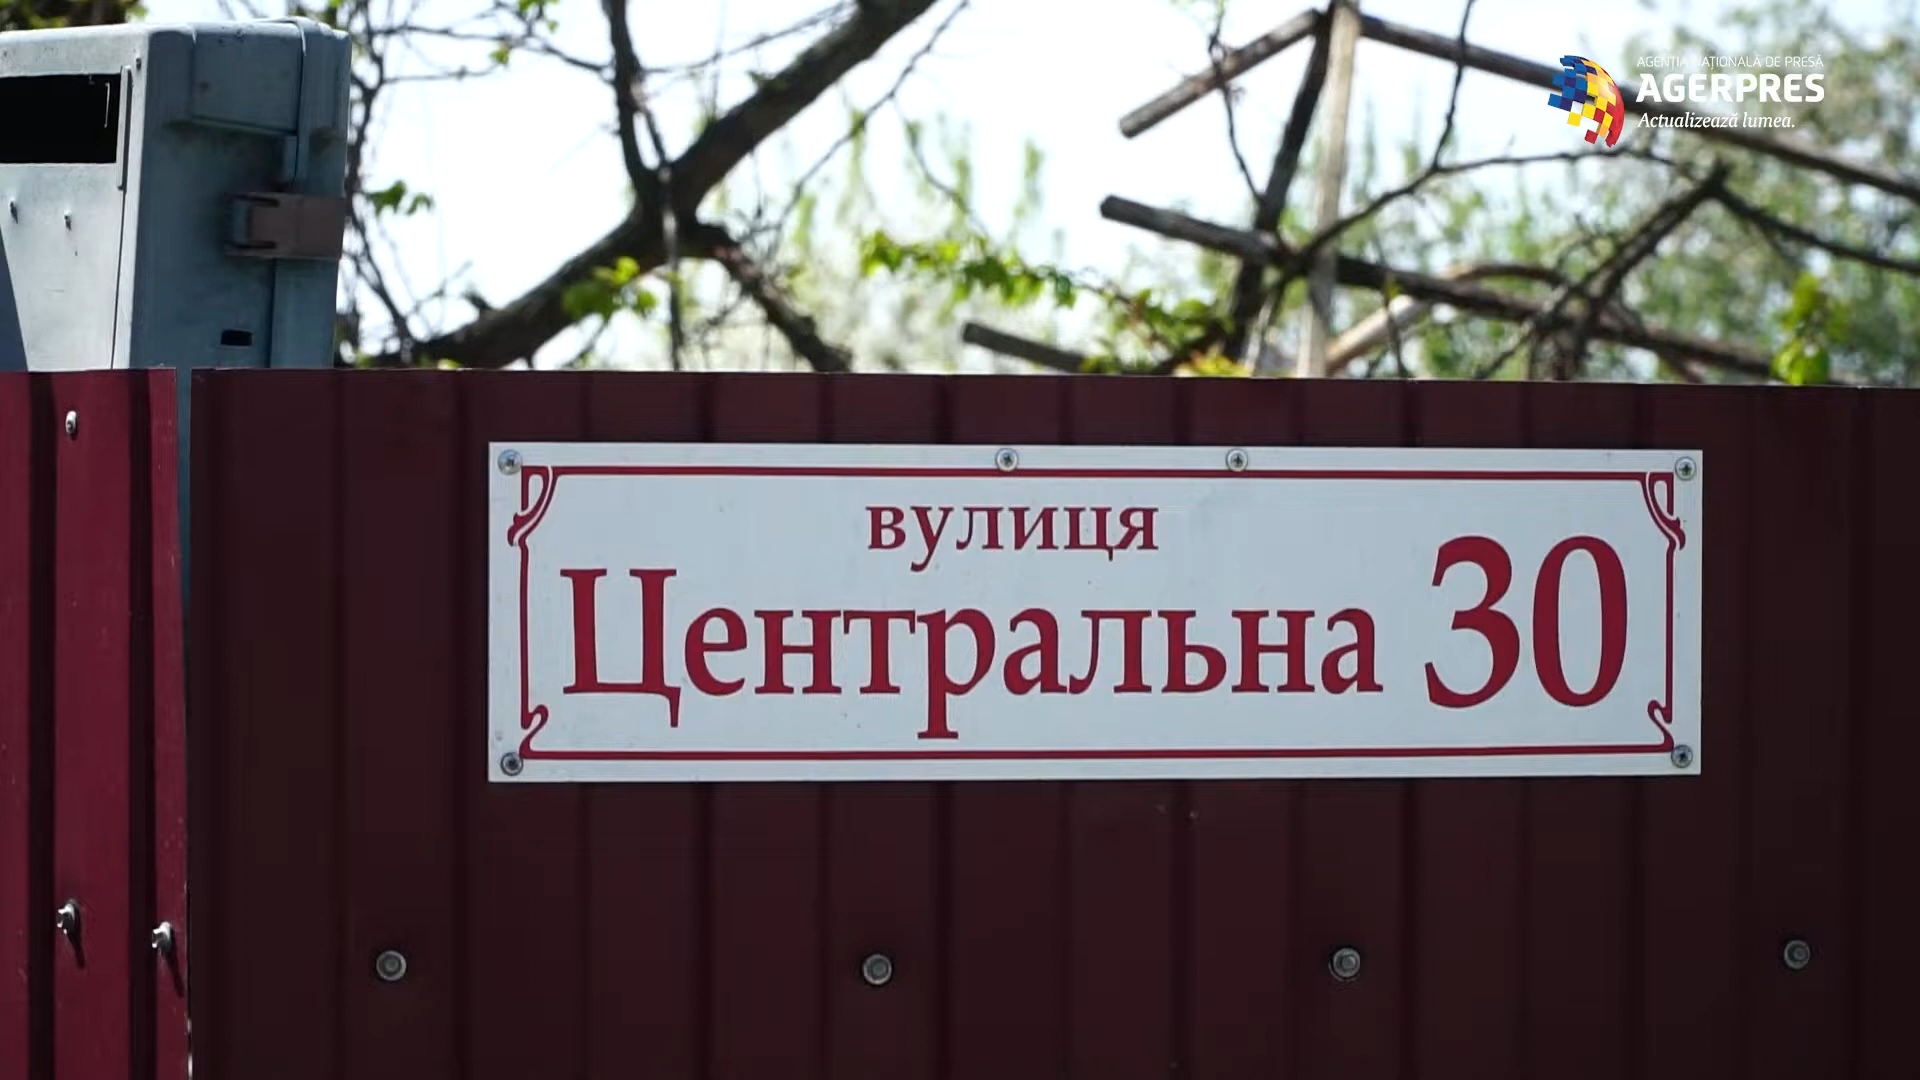 AGENȚIA NAȚIONALĂ DE PRESĂ
AGERPRES
Actualizează lumea.
вулиця
Центральна 30